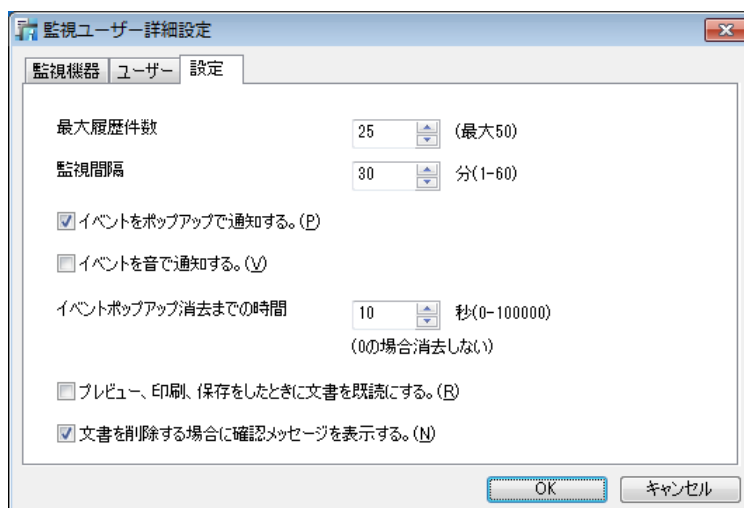 監視ユーザー詳細設定
監視機器 ユーザー 設定
最大履歴件数 25 (最大50)
監視間隔 30 分(1-60)
イベントをポップアップで通知する。(P)
イベントを音で通知する。(V)
イベントポップアップ消去までの時間 10 秒(0-100000)
(0の場合消去しない)
プレビュー、印刷、保存をしたときに文書を既読にする。(R)
文書を削除する場合に確認メッセージを表示する。(N)
OK キャンセル